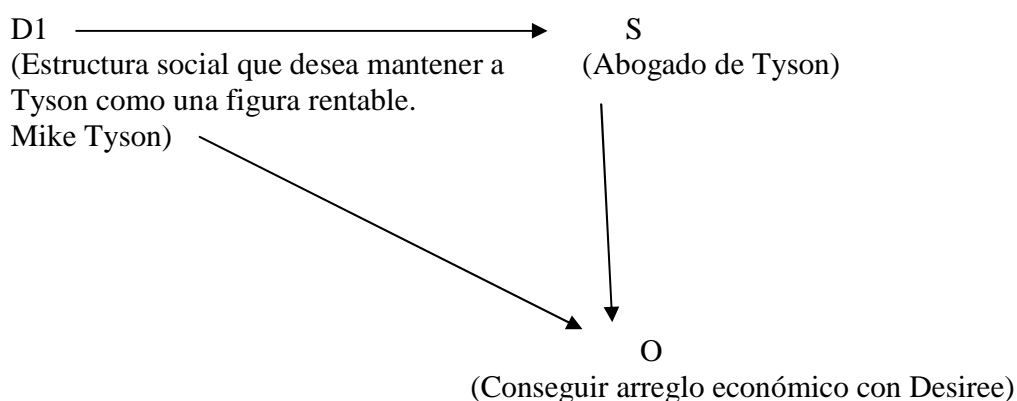 D1 S
(Estructura social que desea mantener a (Abogado de Tyson)
Tyson como una figura rentable.
Mike Tyson)
O
(Conseguir arreglo económico con Desiree)